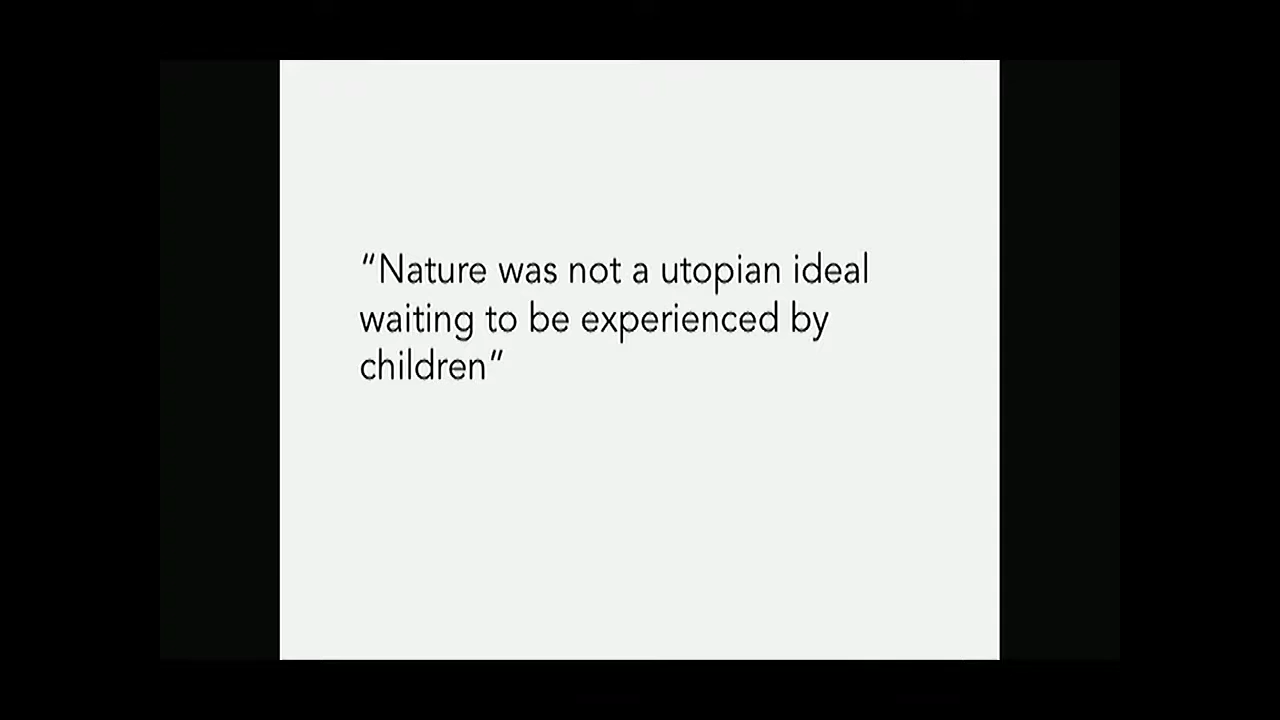 “Nature was not a utopian ideal
waiting to be experienced by
children”